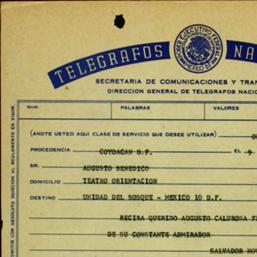 TELEGRAFOS NA
SECRETARIA DE COMUNICACIONES Y TRAN
DIRECCION GENERAL DE TELEGRAFOS NACIO
NUM. PALABRAS VALORES
(ANOTE USTED AQUI CLASE DE SERVICIO QUE DESEE UTILIZAR)
PROCEDENCIA COYOACAN D.F. EL 9
SR. AUGUSTO BENEDICO
DOMICILIO TEATRO ORIENTACION
DESTINO UNIDAD DEL BOSQUE - MEXICO 10 D.F.
RECIBA QUERIDO AUGUSTO CALUROSA F
DE SU CONSTANTE ADMIRADOR
SALVADOR NO